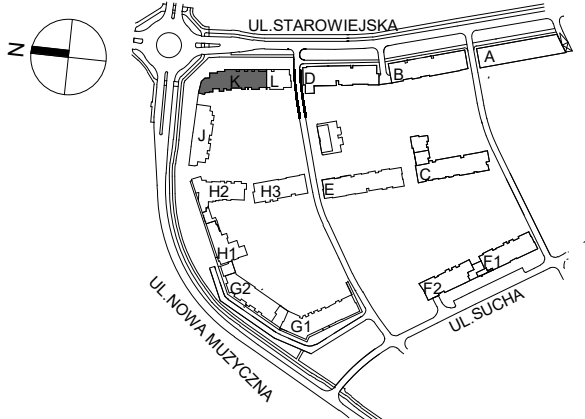 UL.STAROWIEJSKA
N
K
L
D
B
A
J
C
H2
H3
E
H1
G2
G1
F2
F1
UL.SUCHA
UL.NOWA MUZYCZNA